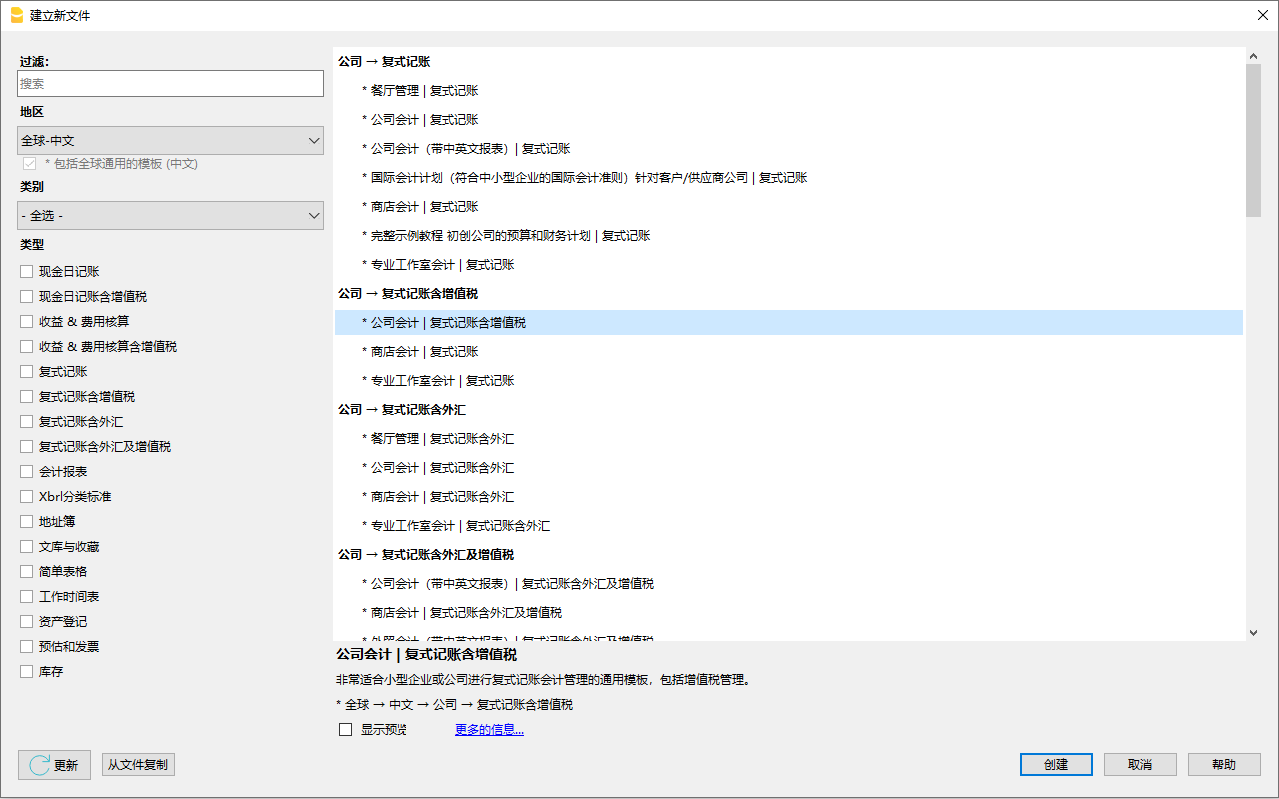 建立新文件
过滤:
搜索
地区
全球-中文
* 包括全球通用的模板 (中文)
类别
- 全选 -
类型
现金日记账
现金日记账含增值税
收益 & 费用核算
收益 & 费用核算含增值税
复式记账
复式记账含增值税
复式记账含外汇
复式记账含外汇及增值税
会计报表
Xbrl分类标准
地址簿
文库与收藏
简单表格
工作时间表
资产登记
预估和发票
库存
公司 → 复式记账
* 餐厅管理 | 复式记账
* 公司会计 | 复式记账
* 公司会计（带中英文报表）| 复式记账
* 国际会计计划（符合中小型企业的国际会计准则）针对客户/供应商公司 | 复式记账
* 商店会计 | 复式记账
* 完整示例教程 初创公司的预算和财务计划 | 复式记账
* 专业工作室会计 | 复式记账
公司 → 复式记账含增值税
* 公司会计 | 复式记账含增值税
* 商店会计 | 复式记账
* 专业工作室会计 | 复式记账
公司 → 复式记账含外汇
* 餐厅管理 | 复式记账含外汇
* 公司会计 | 复式记账含外汇
* 商店会计 | 复式记账含外汇
* 专业工作室会计 | 复式记账含外汇
公司 → 复式记账含外汇及增值税
* 公司会计（带中英文报表）| 复式记账含外汇及增值税
* 商店会计 | 复式记账含外汇及增值税
* 外贸会计（带中英文报表）| 复式记账含外汇及增值税
公司会计 | 复式记账含增值税
非常适合小型企业或公司进行复式记账会计管理的通用模板，包括增值税管理。
* 全球 → 中文 → 公司 → 复式记账含增值税
显示预览
更多的信息...
更新
从文件复制
创建
取消
帮助